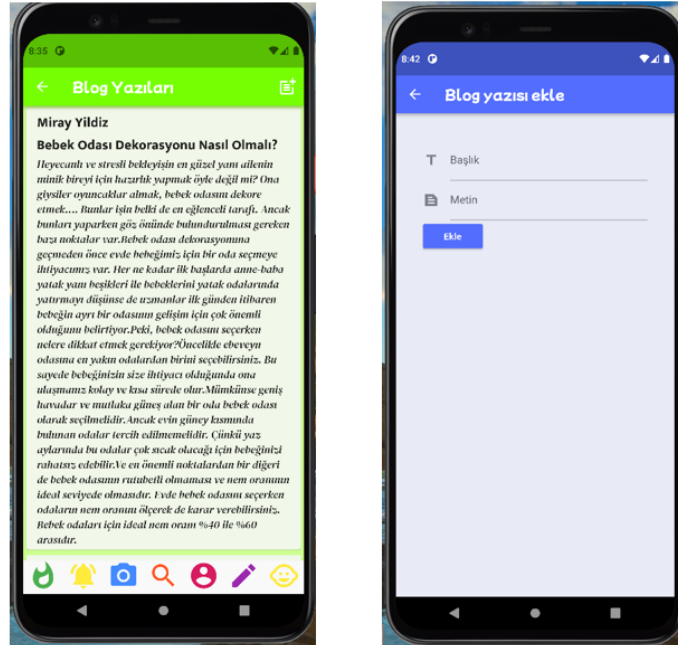 8:35
Blog Yazıları
Miray Yildiz
Bebek Odası Dekorasyonu Nasıl Olmalı?
Heyecanlı ve stresli bekleyişin en güzel yanı ailenin
minik bireyi için hazırlık yapmak öyle değil mi? Ona
giysiler oyuncaklar almak, bebek odasını dekore
etmek.... Bunlar işin belki de en eğlenceli tarafı. Ancak
bunları yaparken göz önünde bulundurulması gereken
bazı noktalar var.Bebek odası dekorasyonuna
geçmeden önce evde bebeğimiz için bir oda seçmeye
ihtiyacımız var. Her ne kadar ilk başlarda anne-baba
yatak yanı beşikleri ile bebeklerini yatak odalarında
yatırmayı düşünse de uzmanlar ilk günden itibaren
bebeğin ayrı bir odasının gelişim için çok önemli
olduğunu belirtiyor.Peki, bebek odasını seçerken
nelere dikkat etmek gerekiyor?Öncelikle ebeveyn
odasına en yakın odalardan birini seçebilirsiniz. Bu
sayede bebeğinizin size ihtiyacı olduğunda ona
ulaşmanız kolay ve kısa sürede olur.Mümkünse geniş
havadar ve mutlaka güneş alan bir oda bebek odası
olarak seçilmelidir.Ancak evin güney kısmında
bulunan odalar tercih edilmemelidir. Çünkü yaz
aylarında bu odalar çok sıcak olacağı için bebeğinizi
rahatsız edebilir.Ve en önemli noktalardan bir diğeri
de bebek odasının rutubetli olmaması ve nem oranının
ideal seviyede olmasıdır. Evde bebek odasını seçerken
odaların nem oranını ölçerek de karar verebilirsiniz.
Bebek odaları için ideal nem oranı %40 ile %60
arasıdır.
8:42
Blog yazısı ekle
Başlık
Metin
Ekle